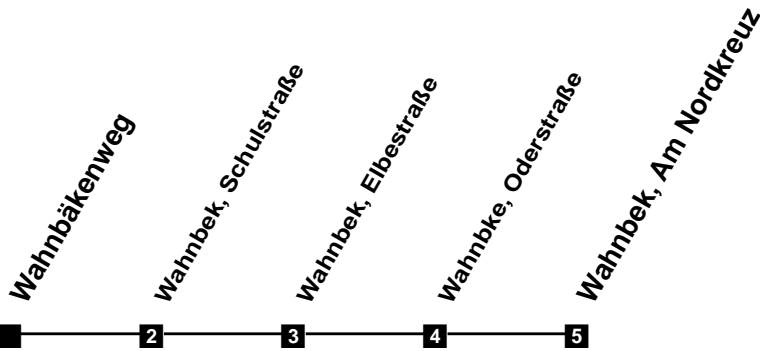 Wahnbäkenweg
Wahnbek, Schulstraße
Wahnbek, Elbestraße
Wahnbke, Oderstraße
Wahnbek, Am Nordkreuz
2
3
4
5